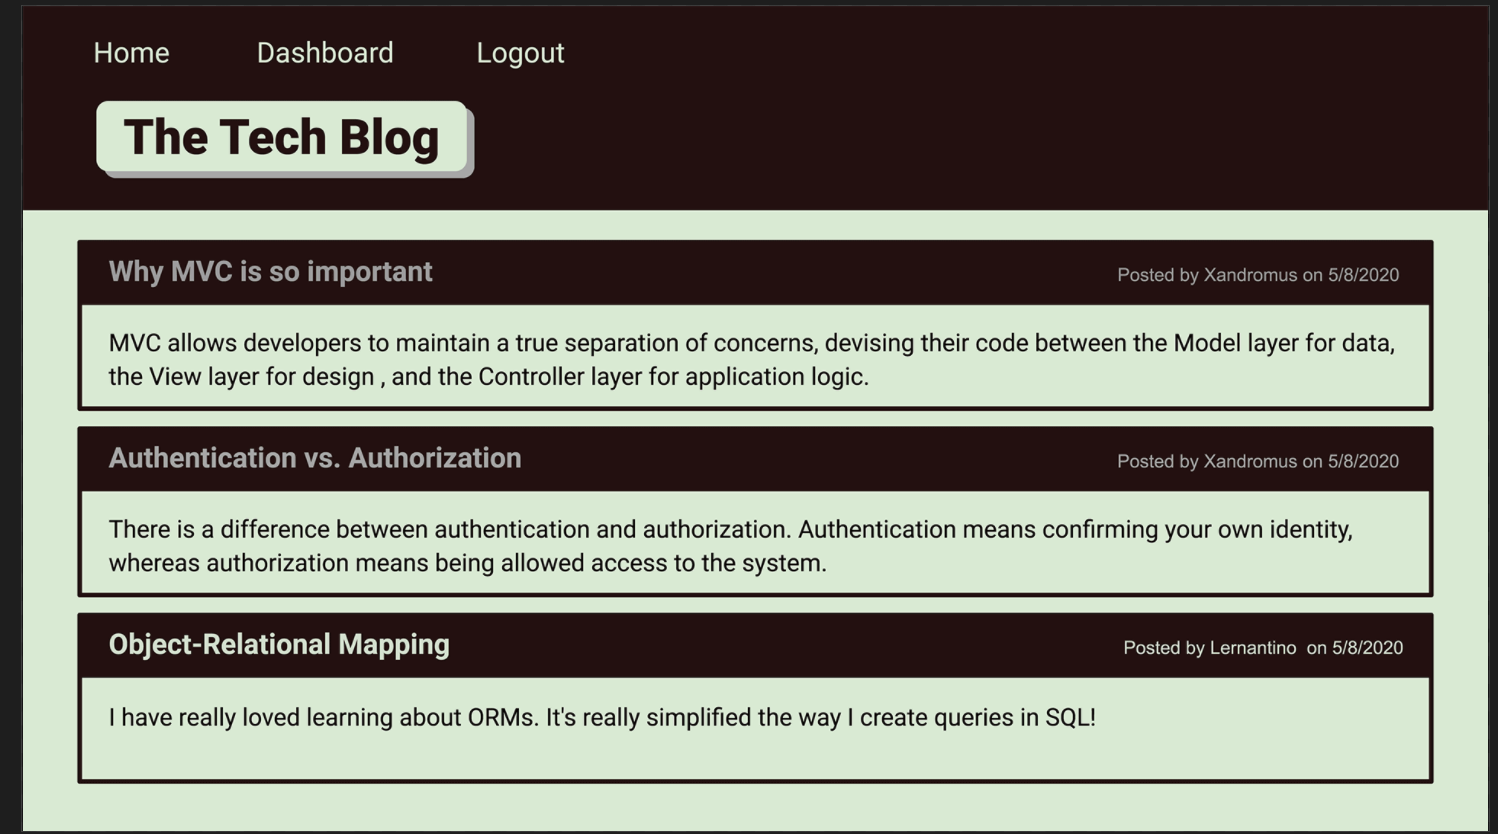 Home Dashboard Logout
The Tech Blog
Why MVC is so important Posted by Xandromus on 5/8/2020
MVC allows developers to maintain a true separation of concerns, devising their code between the Model layer for data,
the View layer for design , and the Controller layer for application logic.
Authentication vs. Authorization Posted by Xandromus on 5/8/2020
There is a difference between authentication and authorization. Authentication means confirming your own identity,
whereas authorization means being allowed access to the system.
Object-Relational Mapping Posted by Lernantino  on 5/8/2020
I have really loved learning about ORMs. It's really simplified the way I create queries in SQL!